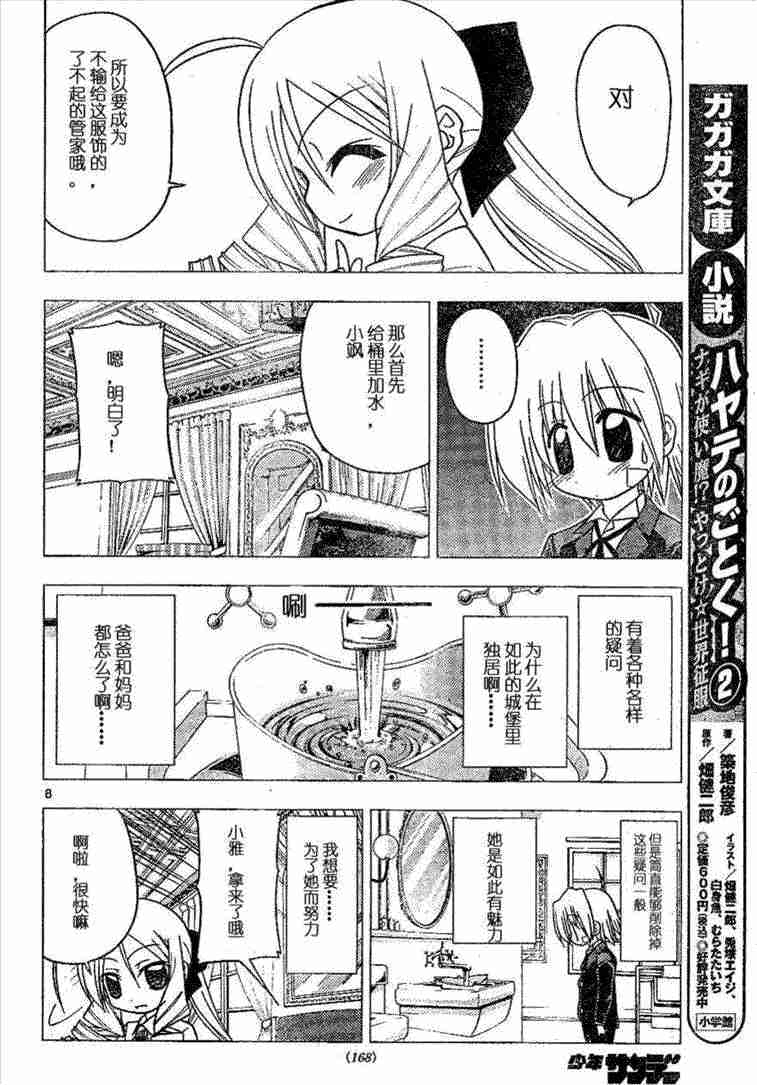 对
所以要成为
不输给这服饰的
了不起的管家哦。
………
那么首先
给桶里加水，
小飒
嗯，明白了！
有着各种各样
的疑问
为什么在
如此的城堡里
独居啊………
唰
爸爸和妈妈
都怎么了啊………
8
但是简直能够削除掉
这些疑问一般
她是如此有魅力
我想要……
为了她而努力
小雅，拿来了哦
啊啦，很快嘛
(168)
少年サンデー
ガガガ文庫
小説
ハヤテのごとく！②
ナギが使い魔!?やっとけ☆世界征服
著／築地俊彦
原作／畑健二郎
イラスト／畑健二郎、兎塚エイジ、
白身魚、むらたたいち
◎定価600円(税込)◎好評発売中
小学館